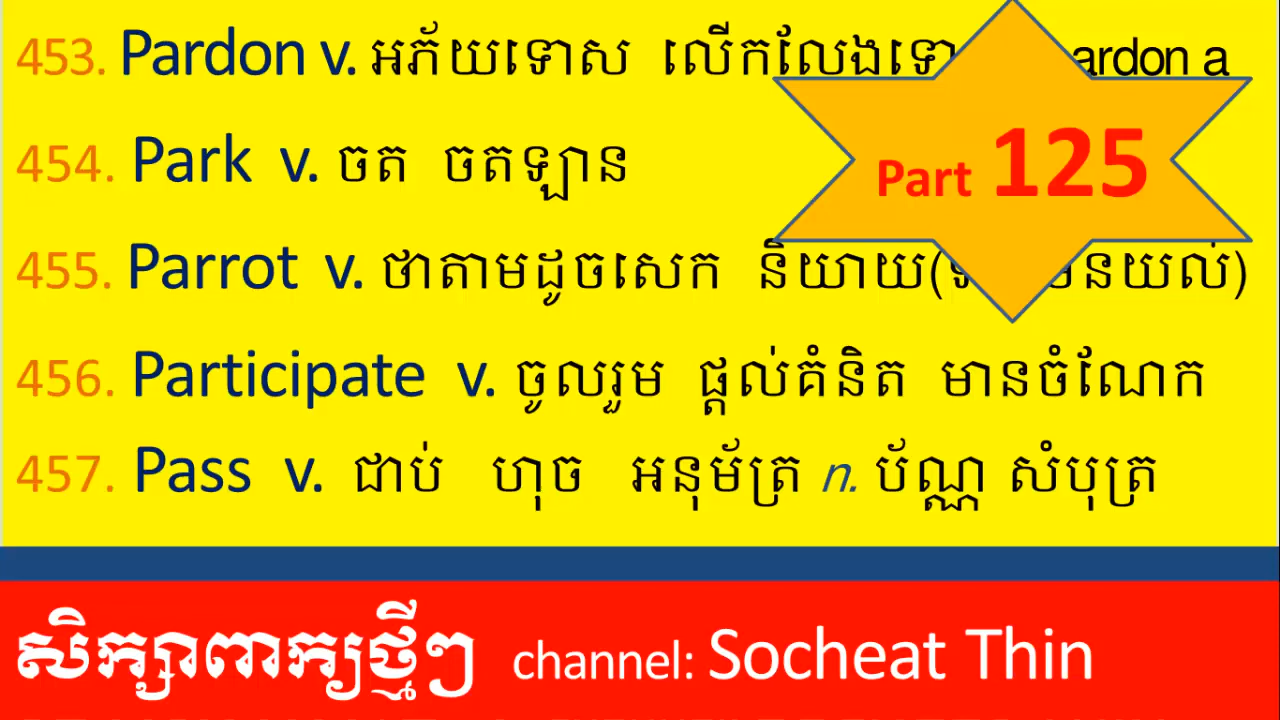 453. Pardon v. អភ័យទោស លើកលែងទោ ardon a
454. Park v. ចត ចតឡាន
Part 125
455. Parrot v. ថាតាមដូចសេក និយាយ( នយល់)
456. Participate v. ចូលរួម ផ្តល់គំនិត មានចំណែក
457. Pass v. ជាប់ ហុច អនុម័ត្រ n. ប័ណ្ណ សំបុត្រ
សិក្សាពាក្យថ្មីៗ channel: Socheat Thin